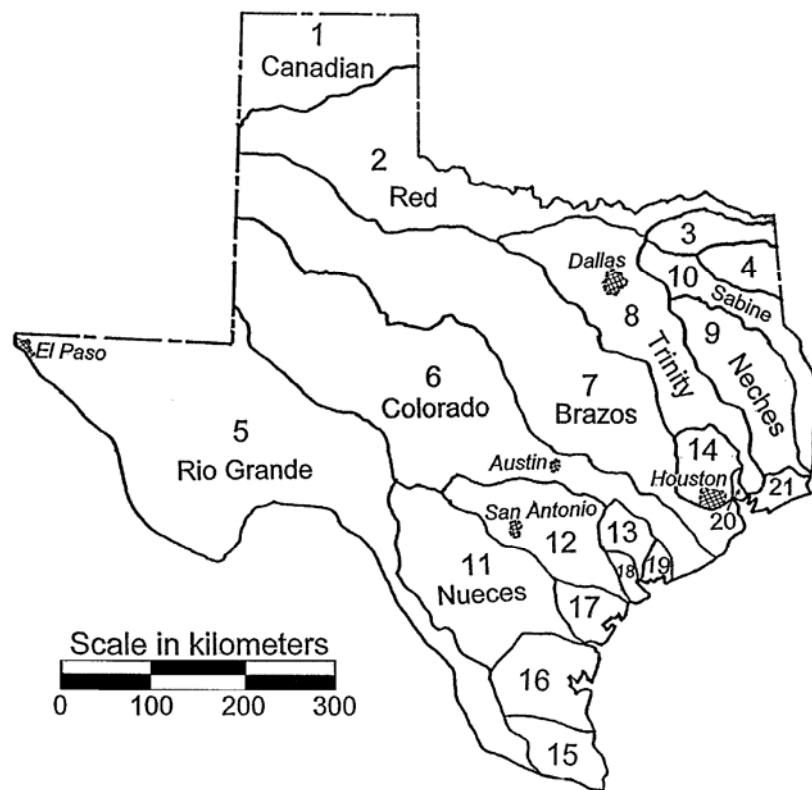 1
Canadian
2
Red
3
4
Dallas
10
Sabine
8
Trinity
9
Neches
El Paso
6
Colorado
7
Brazos
5
Rio Grande
Austin
14
Houston
21
20
San Antonio
12
13
18
19
11
Nueces
17
16
15
Scale in kilometers
0 100 200 300